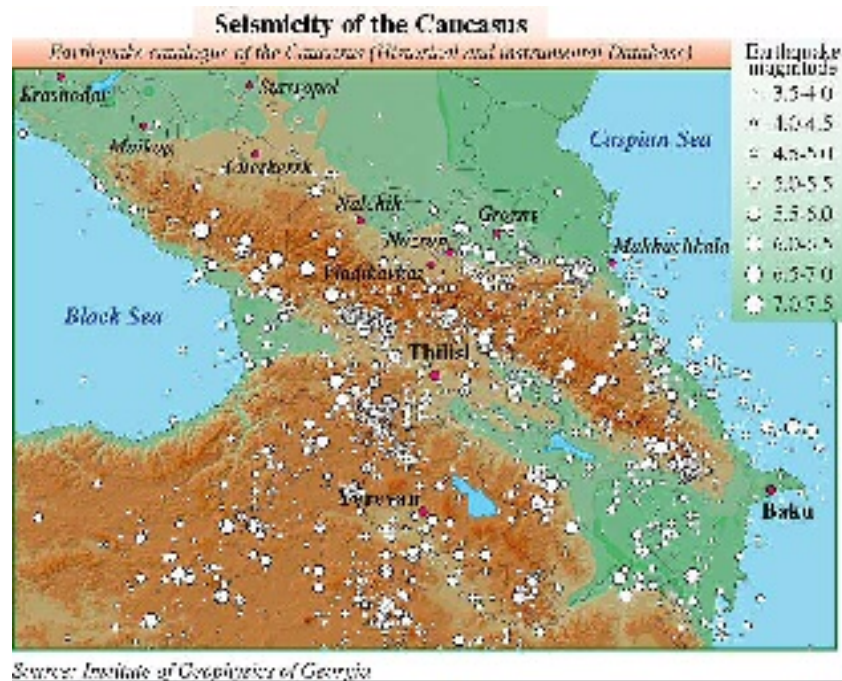 Seismicity of the Caucasus
Earthquake catalogue of the Caucasus (Historical and instrumental Database)
Earthquake
magnitude
3.5-4.0
4.0-4.5
4.5-5.0
5.0-5.5
5.5-6.0
6.0-6.5
6.5-7.0
7.0-7.5
Krasnodar
Stavropol
Maikop
Cherkessk
Caspian Sea
Nalchik
Grozny
Nazran
Makhachkala
Vladikavkaz
Black Sea
Tbilisi
Yerevan
Baku
Source: Institute of Geophysics of Georgia